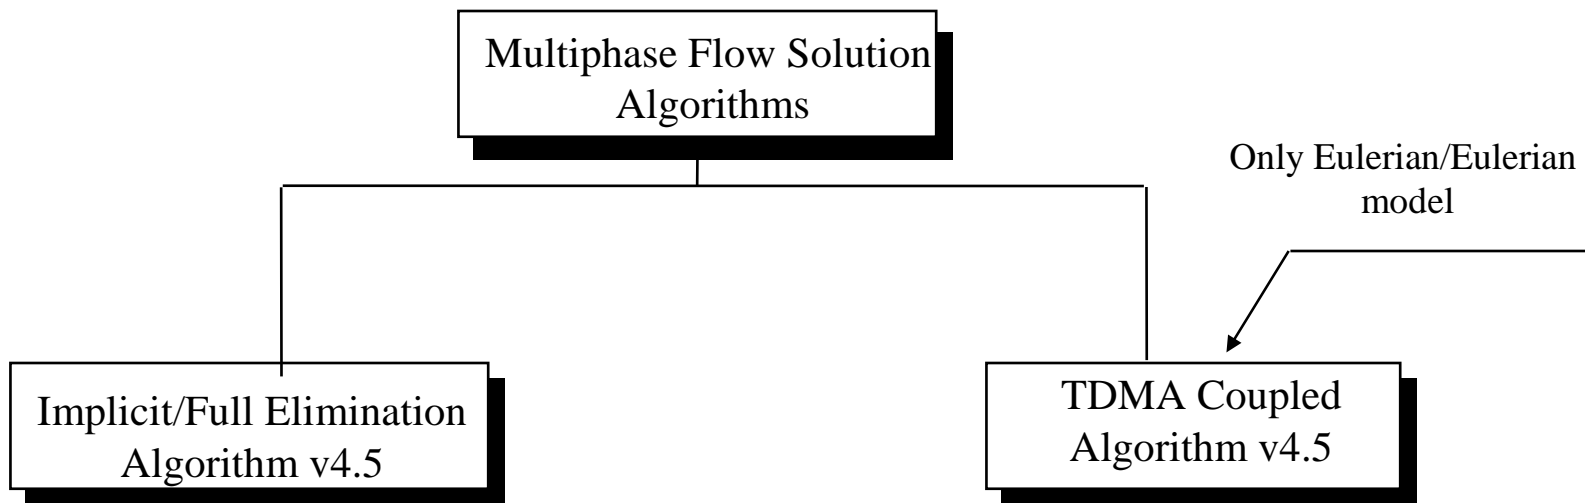 Multiphase Flow Solution
Algorithms
Only Eulerian/Eulerian
model
Implicit/Full Elimination
Algorithm v4.5
TDMA Coupled
Algorithm v4.5